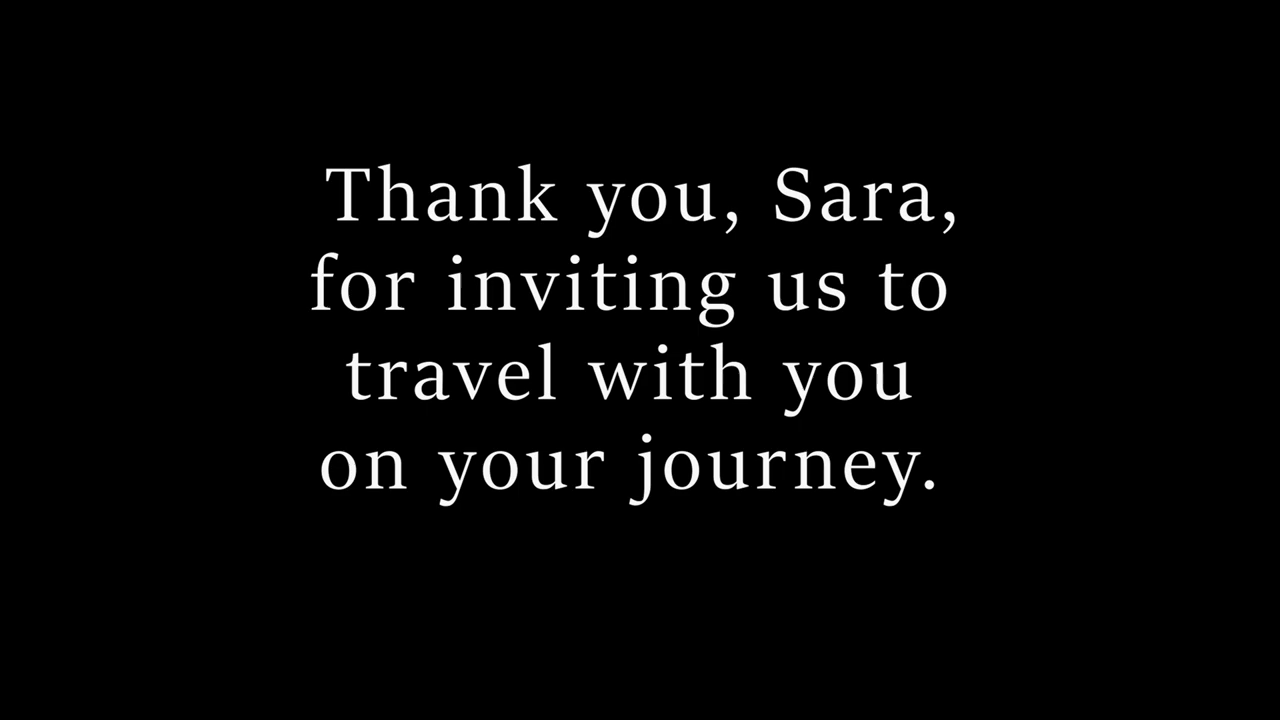 Thank you, Sara,
for inviting us to
travel with you
on your journey.